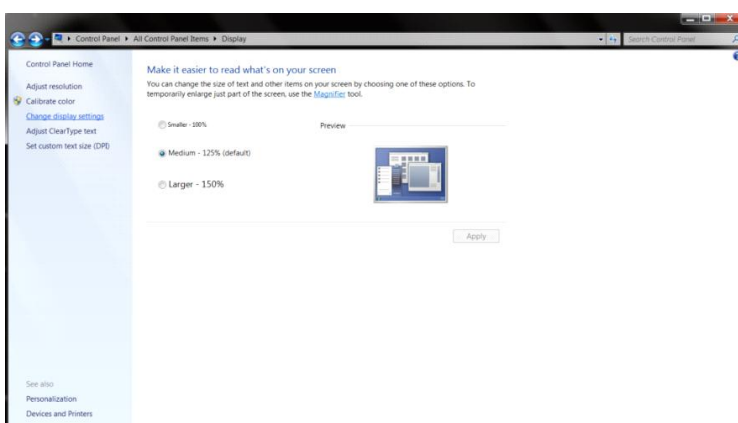 Control Panel ▸ All Control Panel Items ▸ Display
Search Control Panel
Control Panel Home
Adjust resolution
Calibrate color
Change display settings
Adjust ClearType text
Set custom text size (DPI)
Make it easier to read what's on your screen
You can change the size of text and other items on your screen by choosing one of these options. To
temporarily enlarge just part of the screen, use the Magnifier tool.
Smaller - 100%
Preview
Medium - 125% (default)
Larger - 150%
Apply
See also
Personalization
Devices and Printers